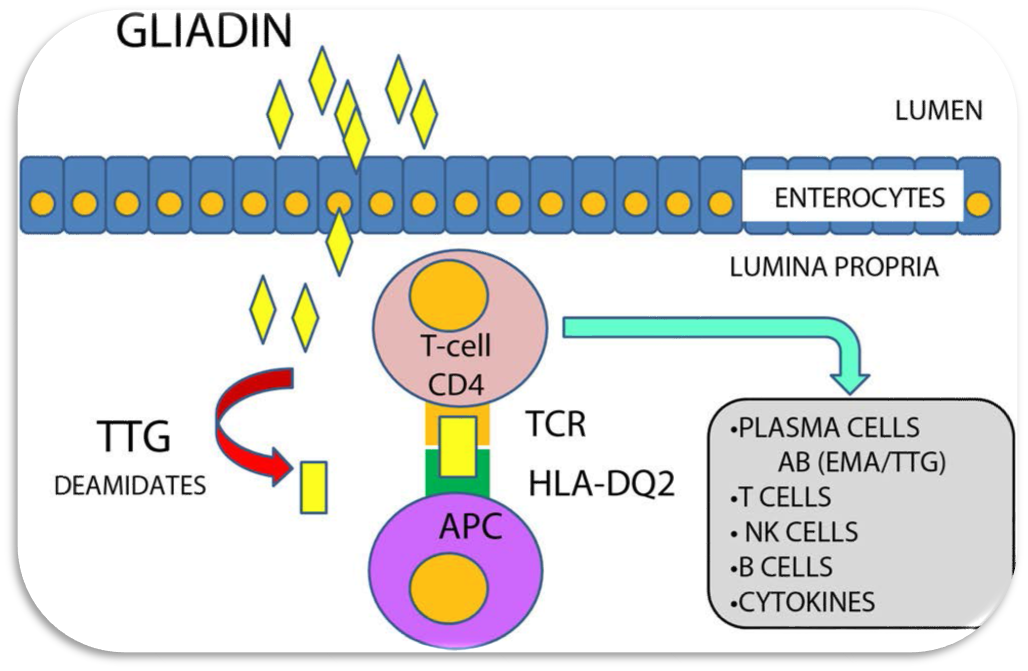 GLIADIN
LUMEN
ENTEROCYTES
LUMINA PROPRIA
T-cell
CD4
TTG
DEAMIDATES
TCR
HLA-DQ2
APC
•PLASMA CELLS
AB (EMA/TTG)
•T CELLS
• NK CELLS
•B CELLS
•CYTOKINES